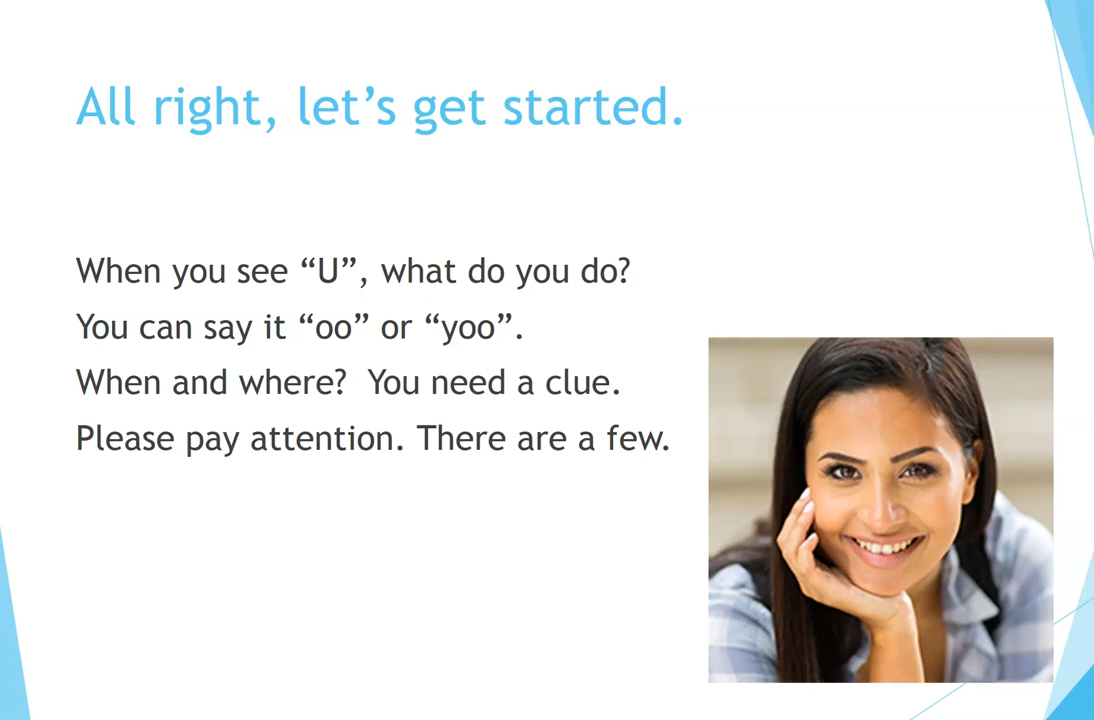 All right, let’s get started.
When you see “U”, what do you do?
You can say it “oo” or “yoo”.
When and where?  You need a clue.
Please pay attention. There are a few.